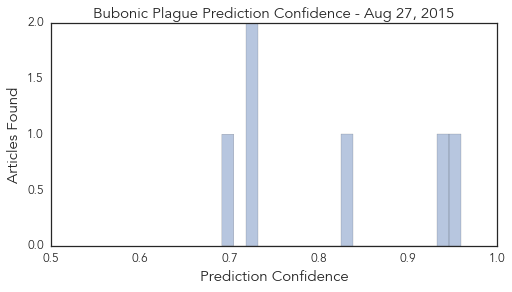 Bubonic Plague Prediction Confidence - Aug 27, 2015
2.0
1.5
1.0
0.5
0.0
Articles Found
0.5 0.6 0.7 0.8 0.9 1.0
Prediction Confidence